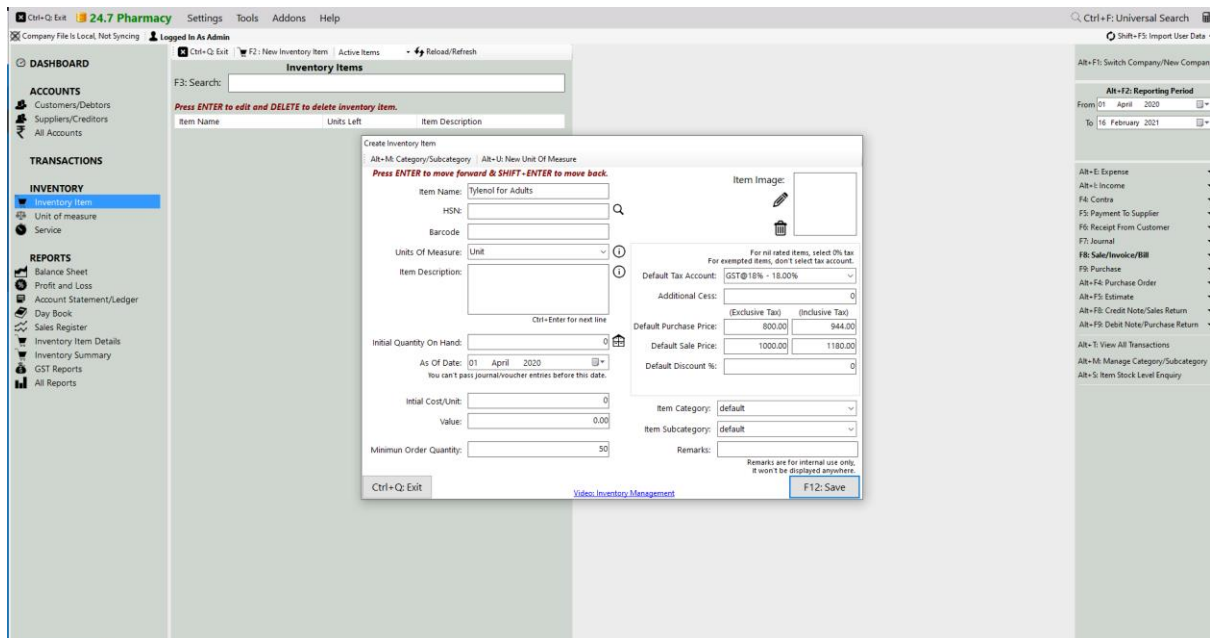 Ctrl+Q: Exit 24.7 Pharmacy Settings Tools Addons Help Ctrl+F: Universal Search
Company File Is Local, Not Syncing Logged In As Admin Shift+F5: Import User Data
DASHBOARD
ACCOUNTS
Customers/Debtors
Suppliers/Creditors
All Accounts
TRANSACTIONS
INVENTORY
Inventory Item
Unit of measure
Service
REPORTS
Balance Sheet
Profit and Loss
Account Statement/Ledger
Day Book
Sales Register
Inventory Item Details
Inventory Summary
GST Reports
All Reports
Ctrl+Q: Exit F2: New Inventory Item Active Items Reload/Refresh
Inventory Items
F3: Search:
Press ENTER to edit and DELETE to delete inventory item.
Item Name Units Left Item Description
Create Inventory Item
Alt+M: Category/Subcategory Alt+U: New Unit Of Measure
Press ENTER to move forward & SHIFT+ENTER to move back.
Item Name: Tylenol for Adults
HSN:
Barcode
Units Of Measure: Unit
Item Description:
Ctrl+Enter for next line
Initial Quantity On Hand: 0
As Of Date: 01 April 2020
You can't pass journal/voucher entries before this date.
Intial Cost/Unit: 0
Value: 0.00
Minimun Order Quantity: 50
Item Image:
For nil rated items, select 0% tax
For exempted items, don't select tax account.
Default Tax Account: GST@18% - 18.00%
Additional Cess: 0
(Exclusive Tax) (Inclusive Tax)
Default Purchase Price: 800.00 944.00
Default Sale Price: 1000.00 1180.00
Default Discount %: 0
Item Category: default
Item Subcategory: default
Remarks:
Remarks are for internal use only,
it won't be displayed anywhere.
Ctrl+Q: Exit Video: Inventory Management F12: Save
Alt+F1: Switch Company/New Compan
Alt+F2: Reporting Period
From 01 April 2020
To 16 February 2021
Alt+E: Expense
Alt+I: Income
F4: Contra
F5: Payment To Supplier
F6: Receipt From Customer
F7: Journal
F8: Sale/Invoice/Bill
F9: Purchase
Alt+F4: Purchase Order
Alt+F5: Estimate
Alt+F8: Credit Note/Sales Return
Alt+F9: Debit Note/Purchase Return
Alt+T: View All Transactions
Alt+M: Manage Category/Subcategory
Alt+S: Item Stock Level Enquiry